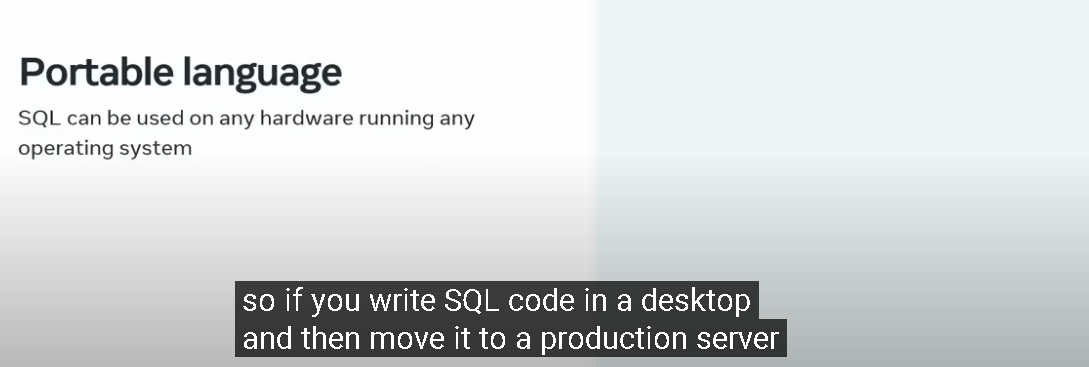 Portable language
SQL can be used on any hardware running any
operating system
so if you write SQL code in a desktop
and then move it to a production server